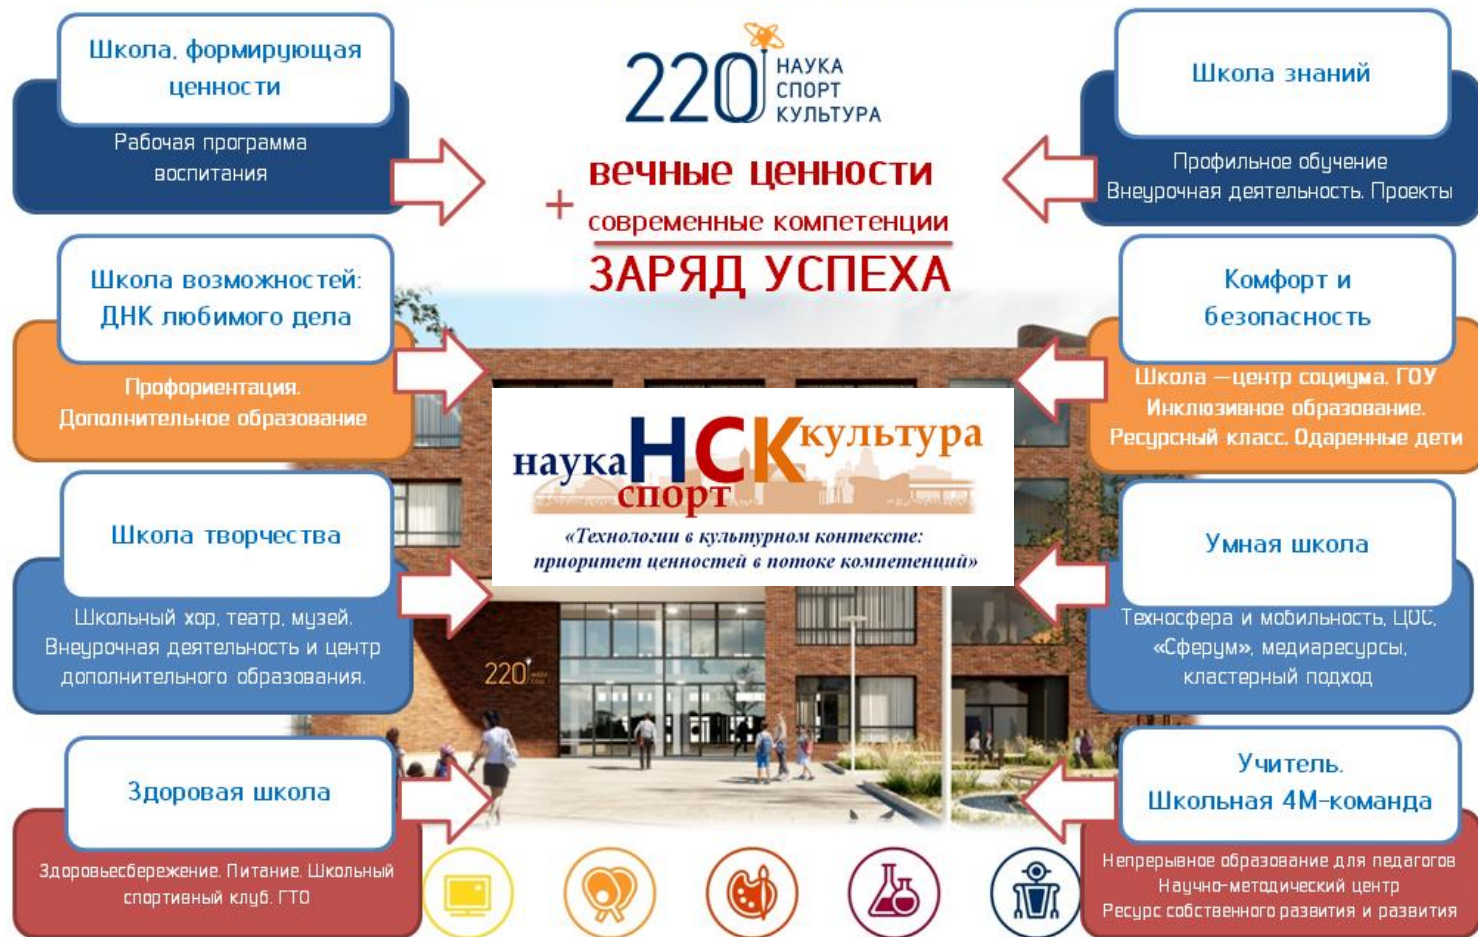 Школа, формирующая
ценности
Рабочая программа
воспитания
Школа возможностей:
ДНК любимого дела
Профориентация.
Дополнительное образование
Школа творчества
Школьный хор, театр, музей.
Внеурочная деятельность и центр
дополнительного образования.
Здоровая школа
Здоровьесбережение. Питание. Школьный
спортивный клуб. ГТО
220
НАУКА
СПОРТ
КУЛЬТУРА
вечные ценности
+
современные компетенции
ЗАРЯД УСПЕХА
наука НСК культура
спорт
«Технологии в культурном контексте:
приоритет ценностей в потоке компетенций»
220
Школа знаний
Профильное обучение
Внеурочная деятельность. Проекты
Комфорт и
безопасность
Школа —центр социума. ГОУ
Инклюзивное образование.
Ресурсный класс. Одаренные дети
Умная школа
Техносфера и мобильность, ЦОС,
«Сферум», медиаресурсы,
кластерный подход
Учитель.
Школьная 4М-команда
Непрерывное образование для педагогов
Научно-методический центр
Ресурс собственного развития и развития